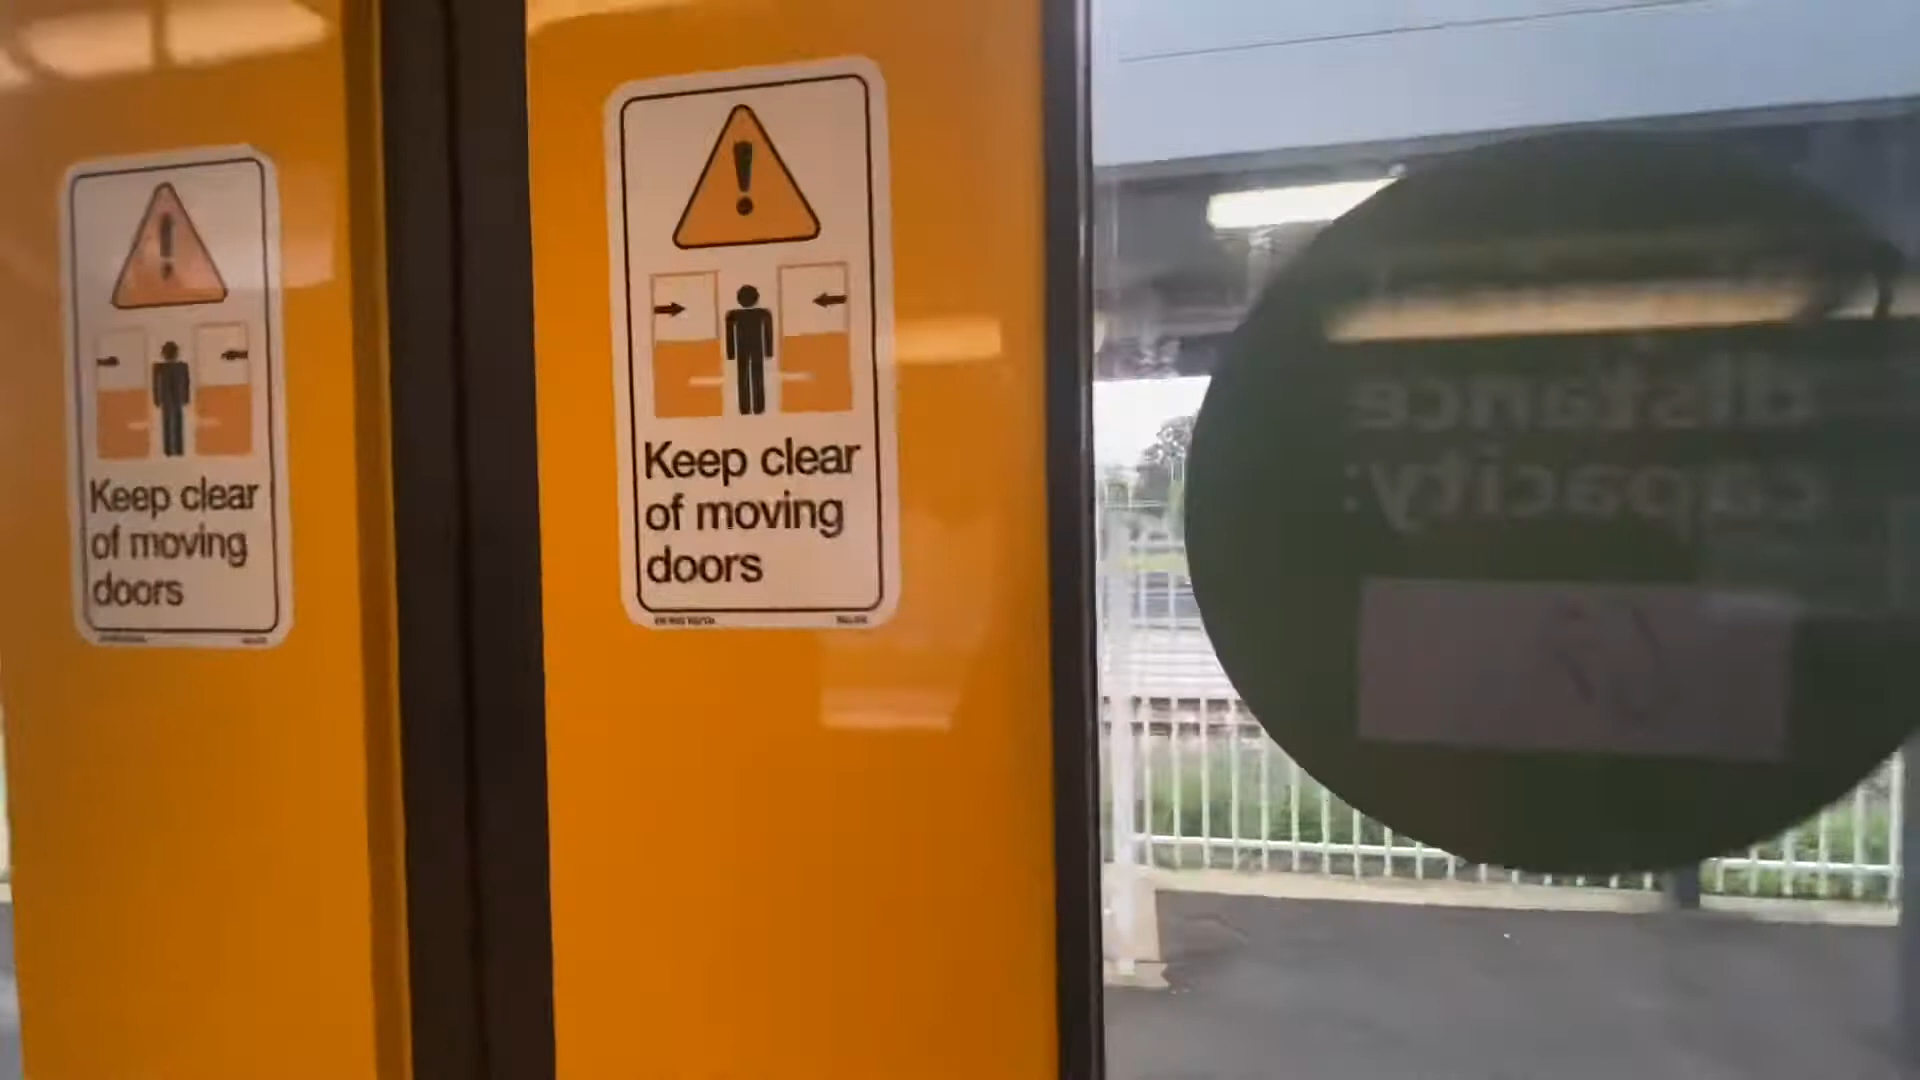 Keep clear
of moving
doors
Keep clear
of moving
doors
distance
capacity: